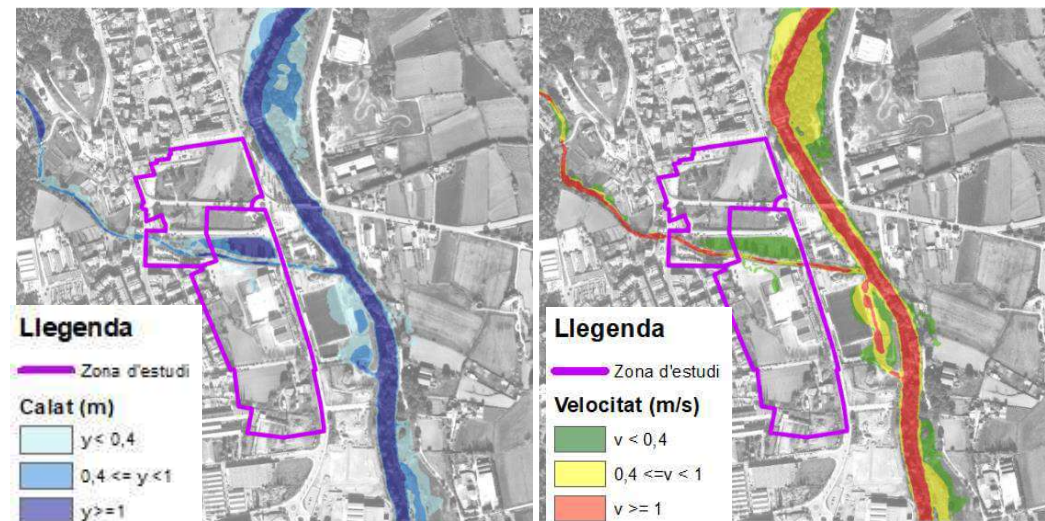 Llegenda
Zona d'estudi
Calat (m)
y < 0,4
0,4 <= y <1
y>=1
Llegenda
Zona d'estudi
Velocitat (m/s)
v < 0,4
0,4 <=v < 1
v >= 1